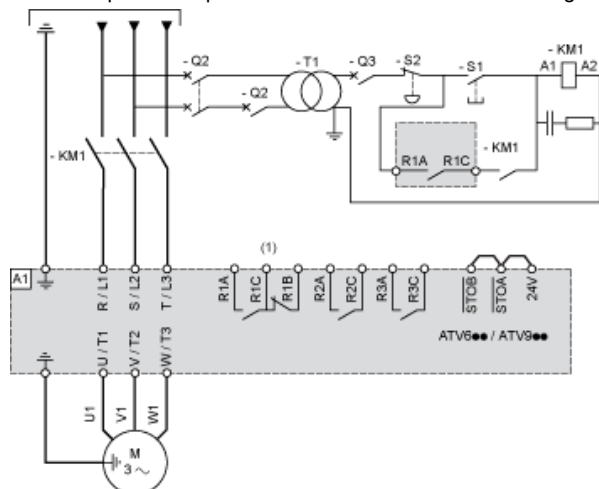 - Q2
- T1
- Q3
- S2
- S1
- KM1
A1
A2
- Q2
- KM1
R1A
R1C
- KM1
(1)
A1
R / L1
S / L2
T / L3
R1A
R1C
R1B
R2A
R2C
R3A
R3C
STOB
STOA
24V
ATV6●● / ATV9●●
U / T1
V / T2
W / T3
U1
V1
W1
M
3 ~